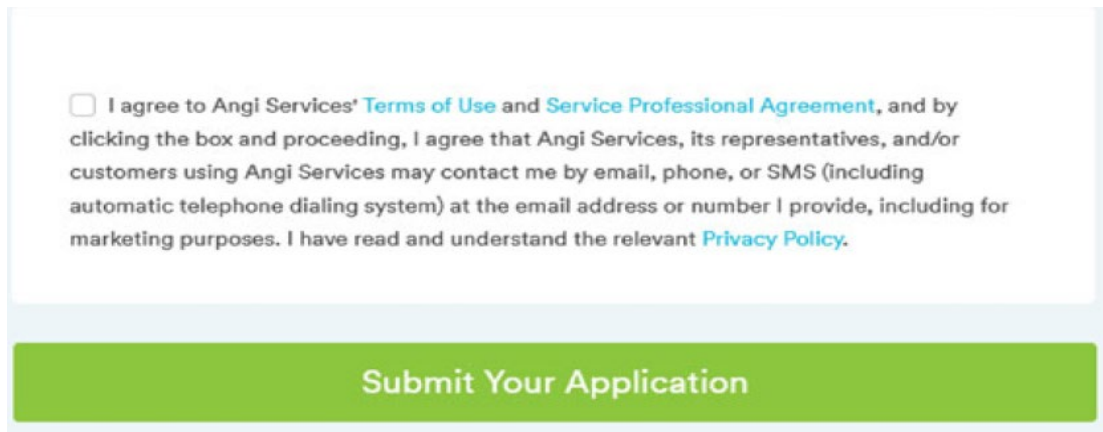 I agree to Angi Services' Terms of Use and Service Professional Agreement, and by
clicking the box and proceeding, I agree that Angi Services, its representatives, and/or
customers using Angi Services may contact me by email, phone, or SMS (including
automatic telephone dialing system) at the email address or number I provide, including for
marketing purposes. I have read and understand the relevant Privacy Policy.
Submit Your Application